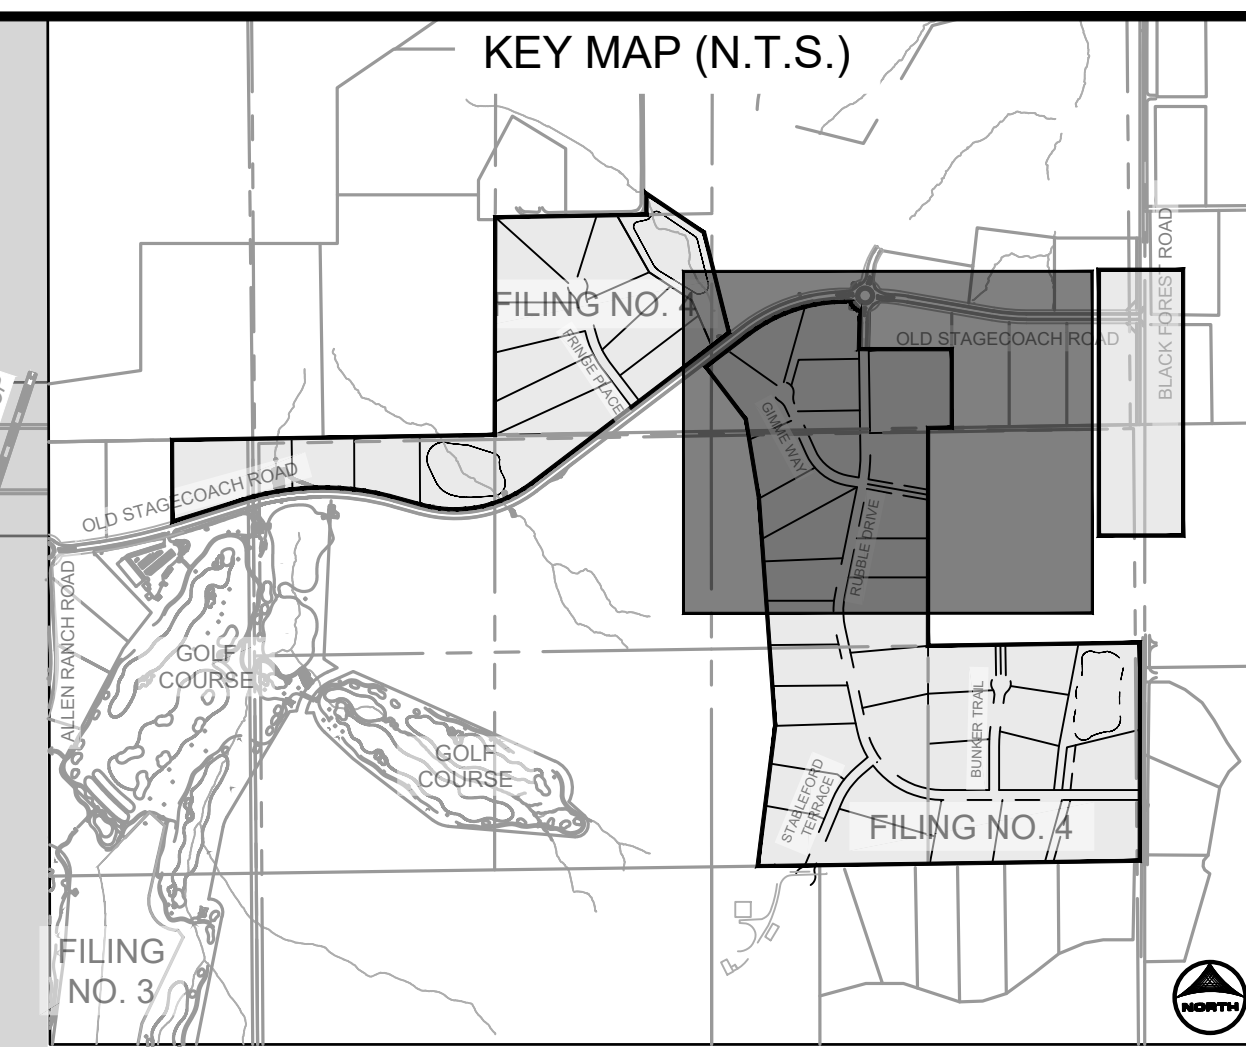 KEY MAP (N.T.S.)
BLACK FOREST ROAD
FILING NO. 4
OLD STAGECOACH ROAD
FRINGE PLACE
GIMME WAY
OLD STAGECOACH ROAD
RUBBLE DRIVE
ALLEN RANCH ROAD
GOLF
COURSE
BUNKER TRAIL
GOLF
COURSE
STABLEFORD
TERRACE
FILING NO. 4
FILING
NO. 3
NORTH